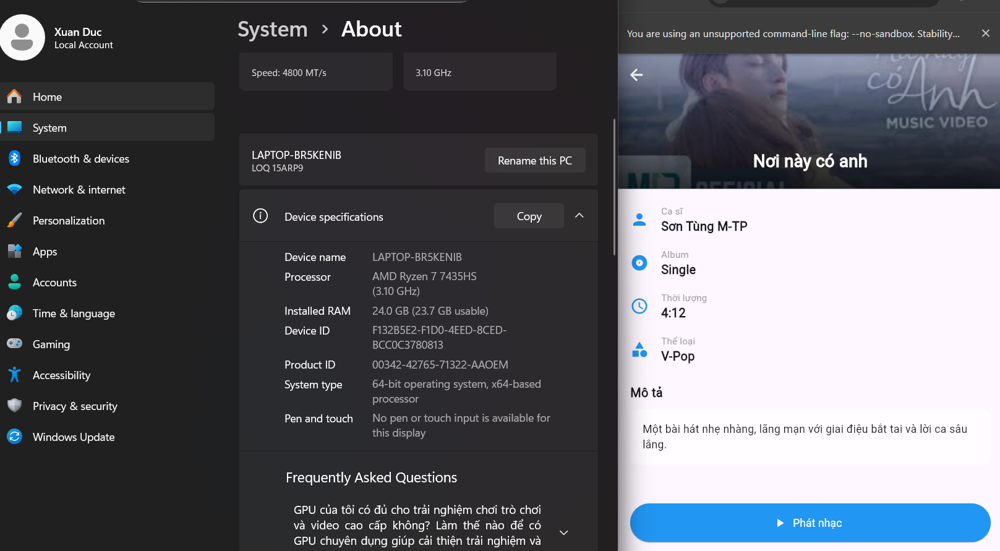 Xuan Duc
Local Account
Home
System
Bluetooth & devices
Network & internet
Personalization
Apps
Accounts
Time & language
Gaming
Accessibility
Privacy & security
Windows Update
System › About
Speed: 4800 MT/s
3.10 GHz
LAPTOP-BR5KENIB
LOQ 15ARP9
Rename this PC
Device specifications
Copy
Device name LAPTOP-BR5KENIB
Processor AMD Ryzen 7 7435HS
(3.10 GHz)
Installed RAM 24.0 GB (23.7 GB usable)
Device ID F132B5E2-F1D0-4EED-8CED-
BCC0C3780813
Product ID 00342-42765-71322-AAOEM
System type 64-bit operating system, x64-based
processor
Pen and touch No pen or touch input is available for
this display
Frequently Asked Questions
GPU của tôi có đủ cho trải nghiệm chơi trò chơi
và video cao cấp không? Làm thế nào để có
GPU chuyên dụng giúp cải thiện trải nghiệm và
You are using an unsupported command-line flag: --no-sandbox. Stability...
có Anh
MUSIC VIDEO
Nơi này có anh
OFFICIAL
Ca sĩ
Sơn Tùng M-TP
Album
Single
Thời lượng
4:12
Thể loại
V-Pop
Mô tả
Một bài hát nhẹ nhàng, lãng mạn với giai điệu bắt tai và lời ca sâu
lắng.
Phát nhạc